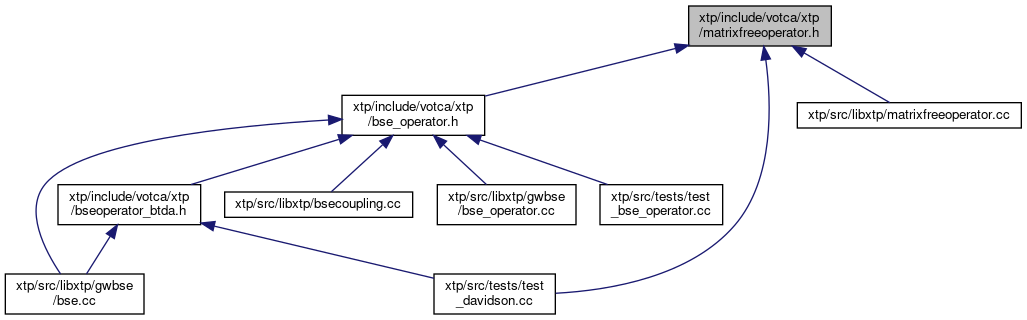 xtp/include/votca/xtp
/matrixfreeoperator.h
xtp/include/votca/xtp
/bse_operator.h
xtp/src/libxtp/matrixfreeoperator.cc
xtp/include/votca/xtp
/bseoperator_btda.h
xtp/src/libxtp/bsecoupling.cc
xtp/src/libxtp/gwbse
/bse_operator.cc
xtp/src/tests/test
_bse_operator.cc
xtp/src/libxtp/gwbse
/bse.cc
xtp/src/tests/test
_davidson.cc